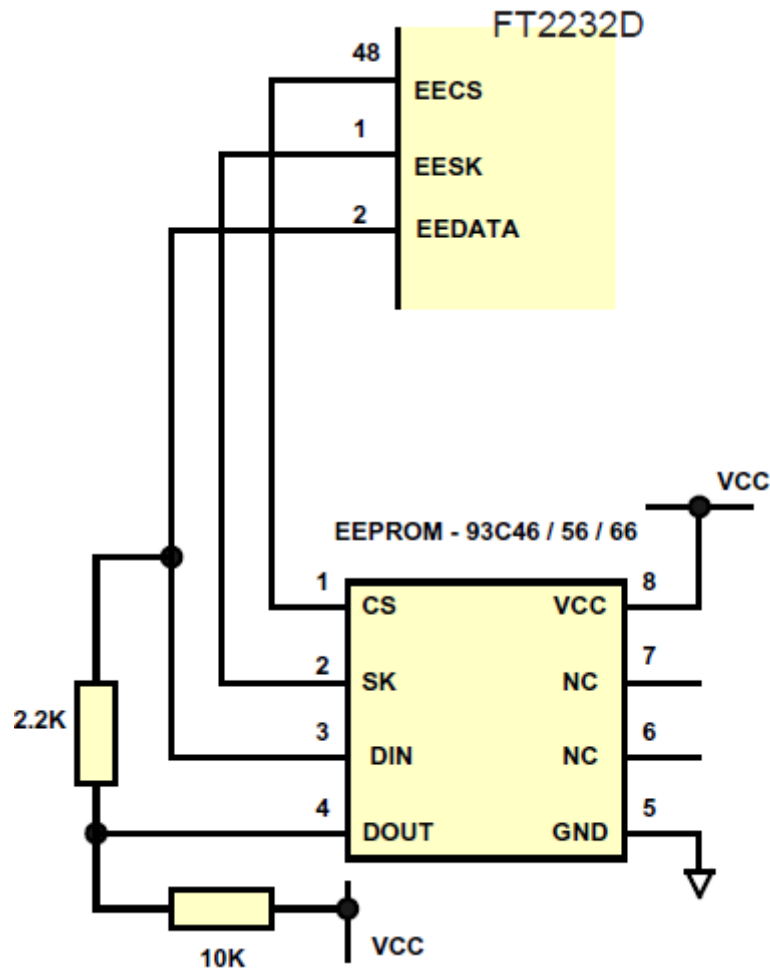 FT2232D
48
EECS
1
EESK
2
EEDATA
VCC
EEPROM - 93C46 / 56 / 66
1
CS
VCC
8
2
SK
NC
7
3
DIN
NC
6
4
DOUT
GND
5
2.2K
10K
VCC